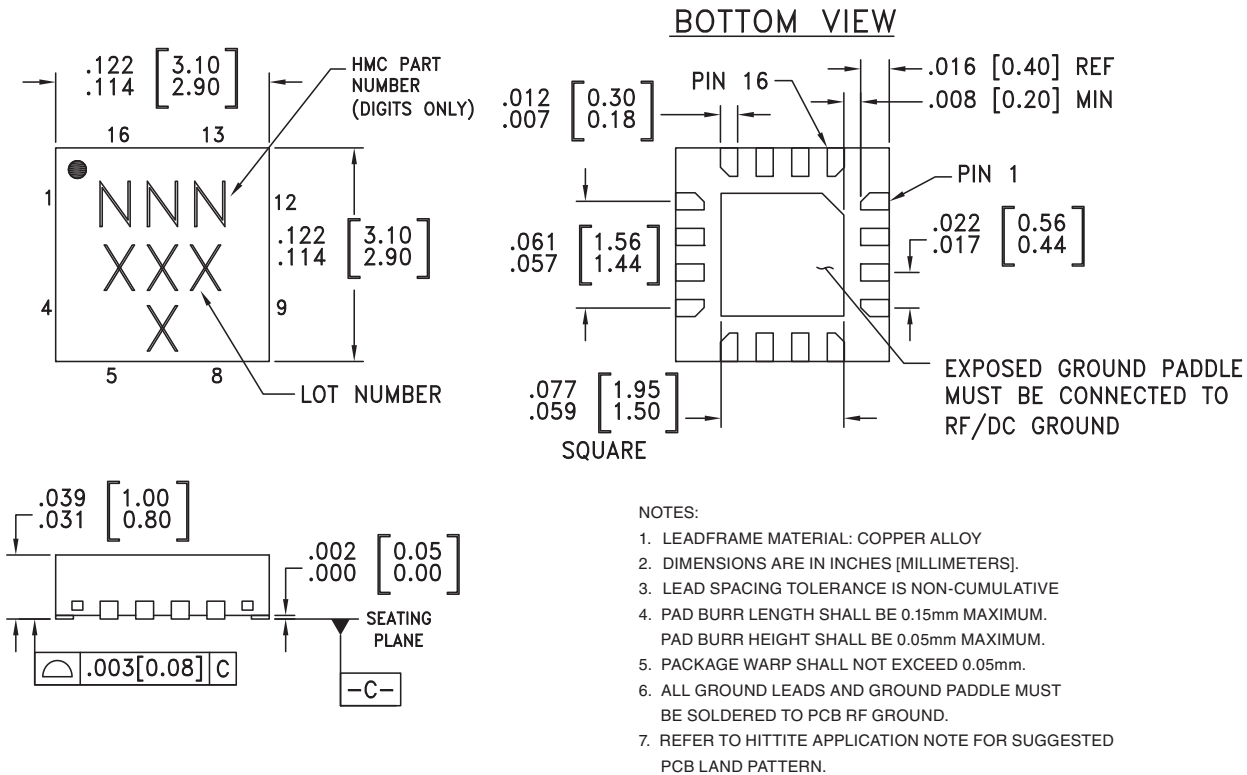 BOTTOM VIEW
.122 [3.10]
.114 [2.90]
HMC PART
NUMBER
(DIGITS ONLY)
16 13
1
12
4
9
5 8
NNN
XXX
X
.122 [3.10]
.114 [2.90]
LOT NUMBER
PIN 16
.016 [0.40] REF
.008 [0.20] MIN
.012 [0.30]
.007 [0.18]
PIN 1
.022 [0.56]
.017 [0.44]
.061 [1.56]
.057 [1.44]
.077 [1.95]
.059 [1.50]
SQUARE
EXPOSED GROUND PADDLE
MUST BE CONNECTED TO
RF/DC GROUND
.039 [1.00]
.031 [0.80]
.002 [0.05]
.000 [0.00]
SEATING
PLANE
.003[0.08] C
-C-
NOTES:
1. LEADFRAME MATERIAL: COPPER ALLOY
2. DIMENSIONS ARE IN INCHES [MILLIMETERS].
3. LEAD SPACING TOLERANCE IS NON-CUMULATIVE
4. PAD BURR LENGTH SHALL BE 0.15mm MAXIMUM.
PAD BURR HEIGHT SHALL BE 0.05mm MAXIMUM.
5. PACKAGE WARP SHALL NOT EXCEED 0.05mm.
6. ALL GROUND LEADS AND GROUND PADDLE MUST
BE SOLDERED TO PCB RF GROUND.
7. REFER TO HITTITE APPLICATION NOTE FOR SUGGESTED
PCB LAND PATTERN.